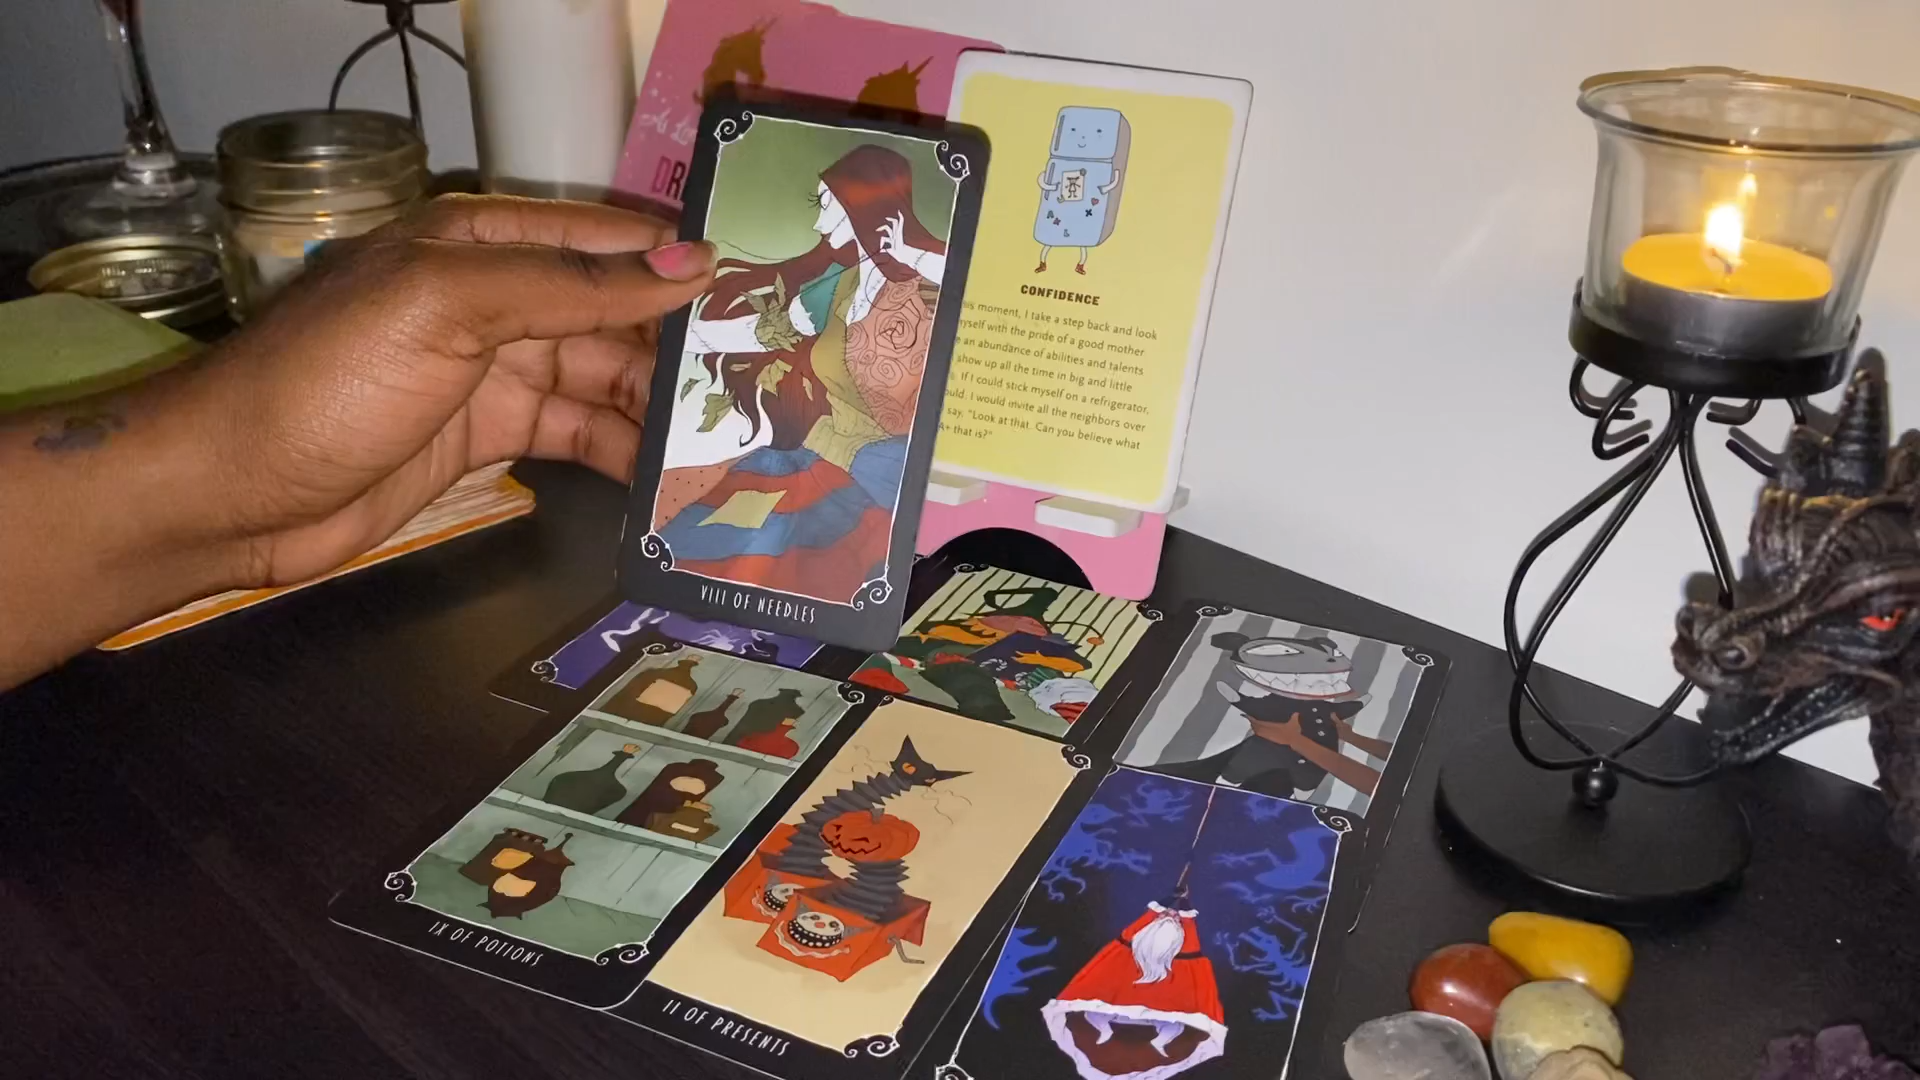 DR
CONFIDENCE
his moment, I take a step back and look
myself with the pride of a good mother
an abundance of abilities and talents
show up all the time in big and little
If I could stick myself on a refrigerator,
would. I would invite all the neighbors over
say, "Look at that. Can you believe what
A+ that is?"
VIII OF NEEDLES
IX OF POTIONS
II OF PRESENTS